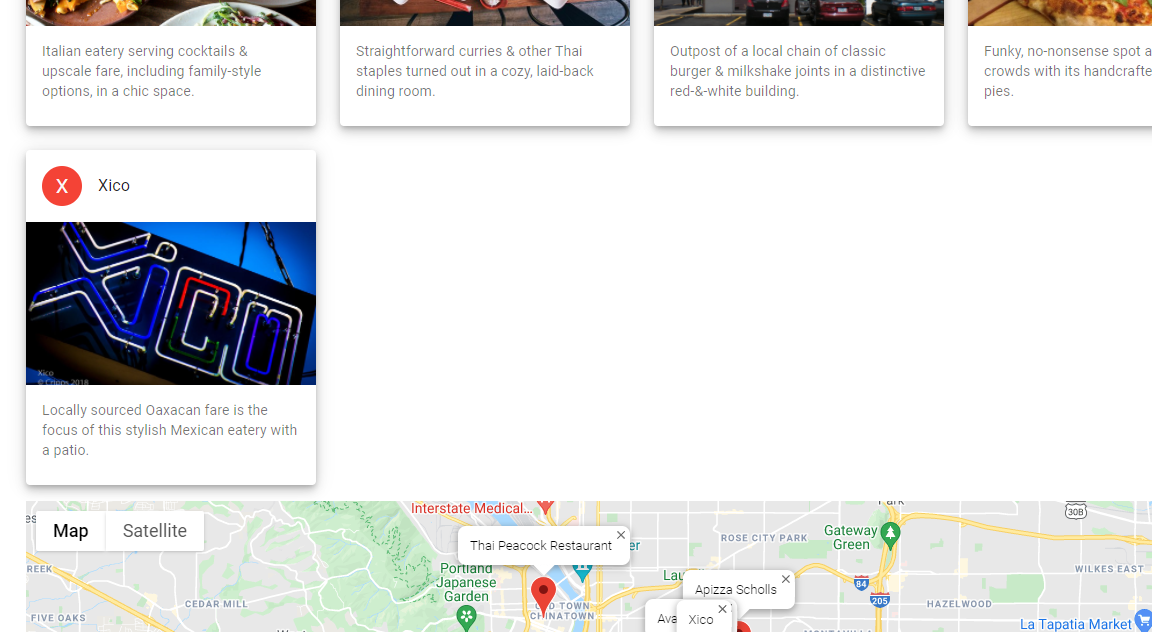 Italian eatery serving cocktails &
upscale fare, including family-style
options, in a chic space.
Straightforward curries & other Thai
staples turned out in a cozy, laid-back
dining room.
Outpost of a local chain of classic
burger & milkshake joints in a distinctive
red-&-white building.
Funky, no-nonsense spot a
crowds with its handcrafte
pies.
X
Xico
XICO
Xico
© Cripps 2018
Locally sourced Oaxacan fare is the
focus of this stylish Mexican eatery with
a patio.
Map
Satellite
Interstate Medical...
Thai Peacock Restaurant
er
ROSE CITY PARK
Gateway
Green
30B
Portland
Japanese
Garden
OLD TOWN
CHINATOWN
Lau
Apizza Scholls
Ava
Xico
84
205
WILKES EAST
REEK
CEDAR MILL
FIVE OAKS
HAZELWOOD
La Tapatia Market